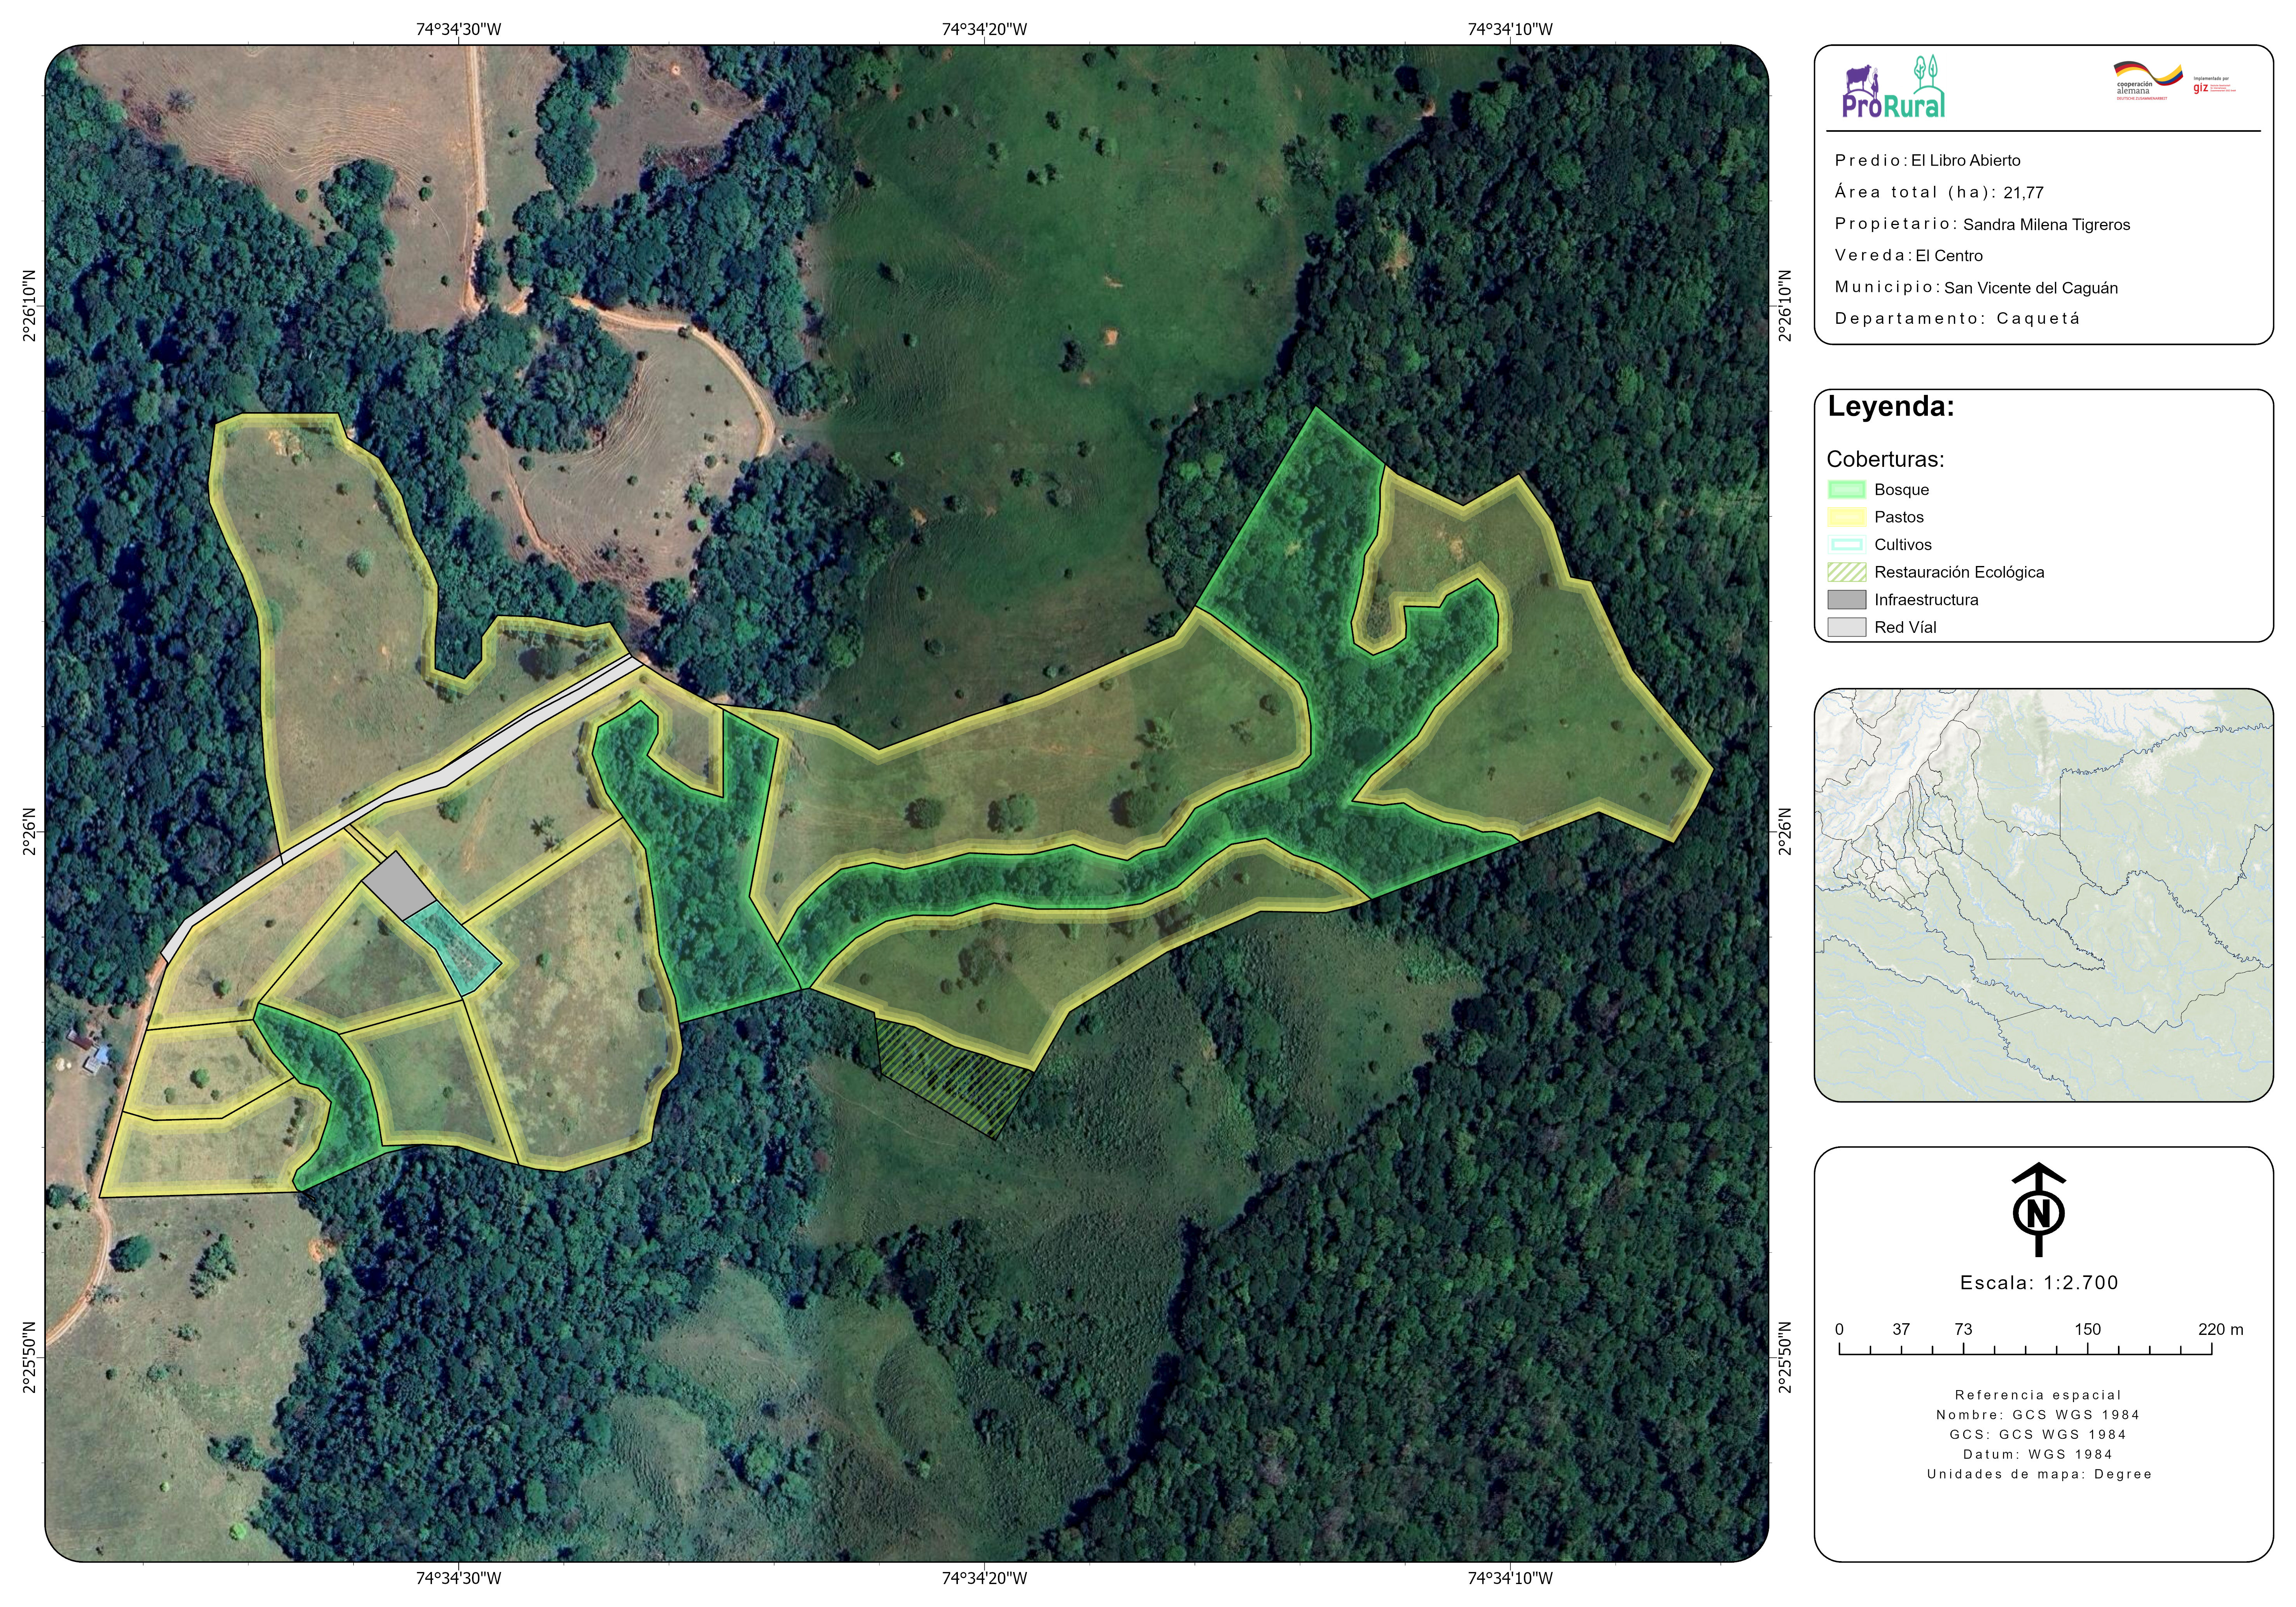 74°34'30"W 74°34'20"W 74°34'10"W
2°26'10"N 2°26'10"N
2°26'N 2°26'N
2°25'50"N 2°25'50"N
74°34'30"W 74°34'20"W 74°34'10"W
ProRural
cooperación
alemana
DEUTSCHE ZUSAMMENARBEIT
Implementada por
giz
Predio: El Libro Abierto
Área total (ha): 21,77
Propietario: Sandra Milena Tigreros
Vereda: El Centro
Municipio: San Vicente del Caguán
Departamento: Caquetá
Leyenda:
Coberturas:
Bosque
Pastos
Cultivos
Restauración Ecológica
Infraestructura
Red Víal
N
Escala: 1:2.700
0 37 73 150 220 m
Referencia espacial
Nombre: GCS WGS 1984
GCS: GCS WGS 1984
Datum: WGS 1984
Unidades de mapa: Degree